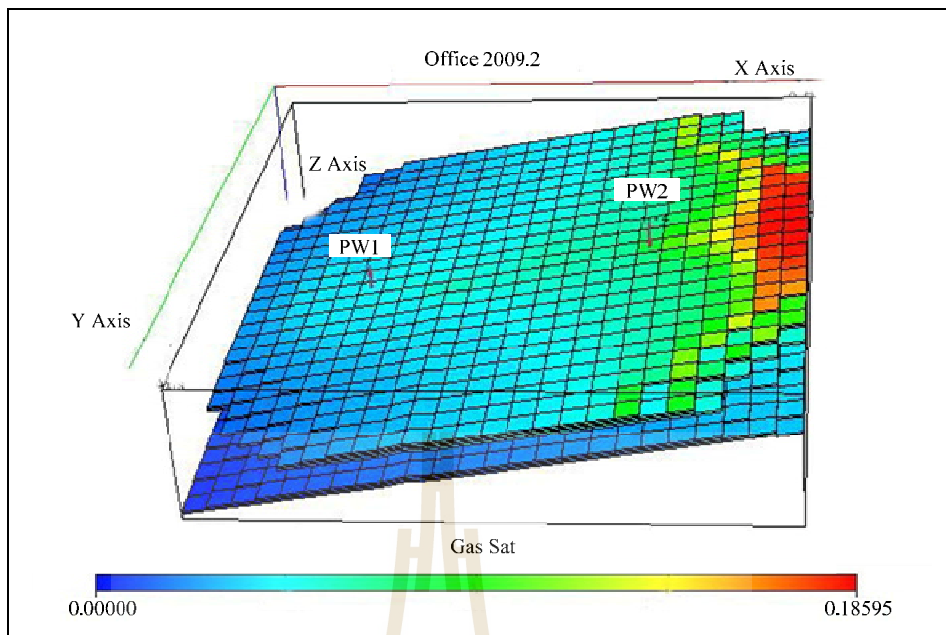 Office 2009.2
X Axis
Z Axis
PW2
PW1
Y Axis
Gas Sat
0.00000
0.18595